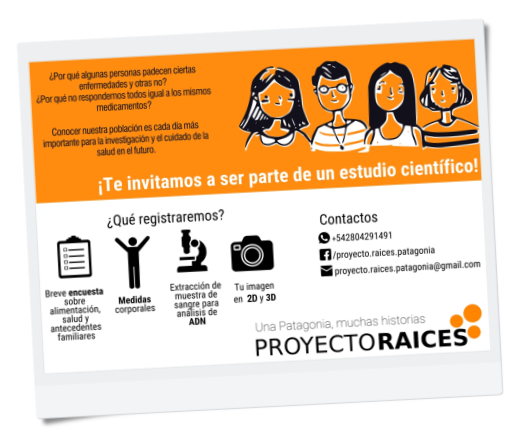 ¿Por qué algunas personas padecen ciertas
enfermedades y otras no?
¿Por qué no respondemos todos igual a los mismos
medicamentos?
Conocer nuestra población es cada día más
importante para la investigación y el cuidado de la
salud en el futuro.
¡Te invitamos a ser parte de un estudio científico!
¿Qué registraremos?
Breve encuesta
sobre
alimentación,
salud y
antecedentes
familiares
Medidas
corporales
Extracción de
muestra de
sangre para
análisis de
ADN
Tu imagen
en 2D y 3D
Contactos
+542804291491
/proyecto.raices.patagonia
proyecto.raices.patagonia@gmail.com
Una Patagonia, muchas historias
PROYECTORAICES